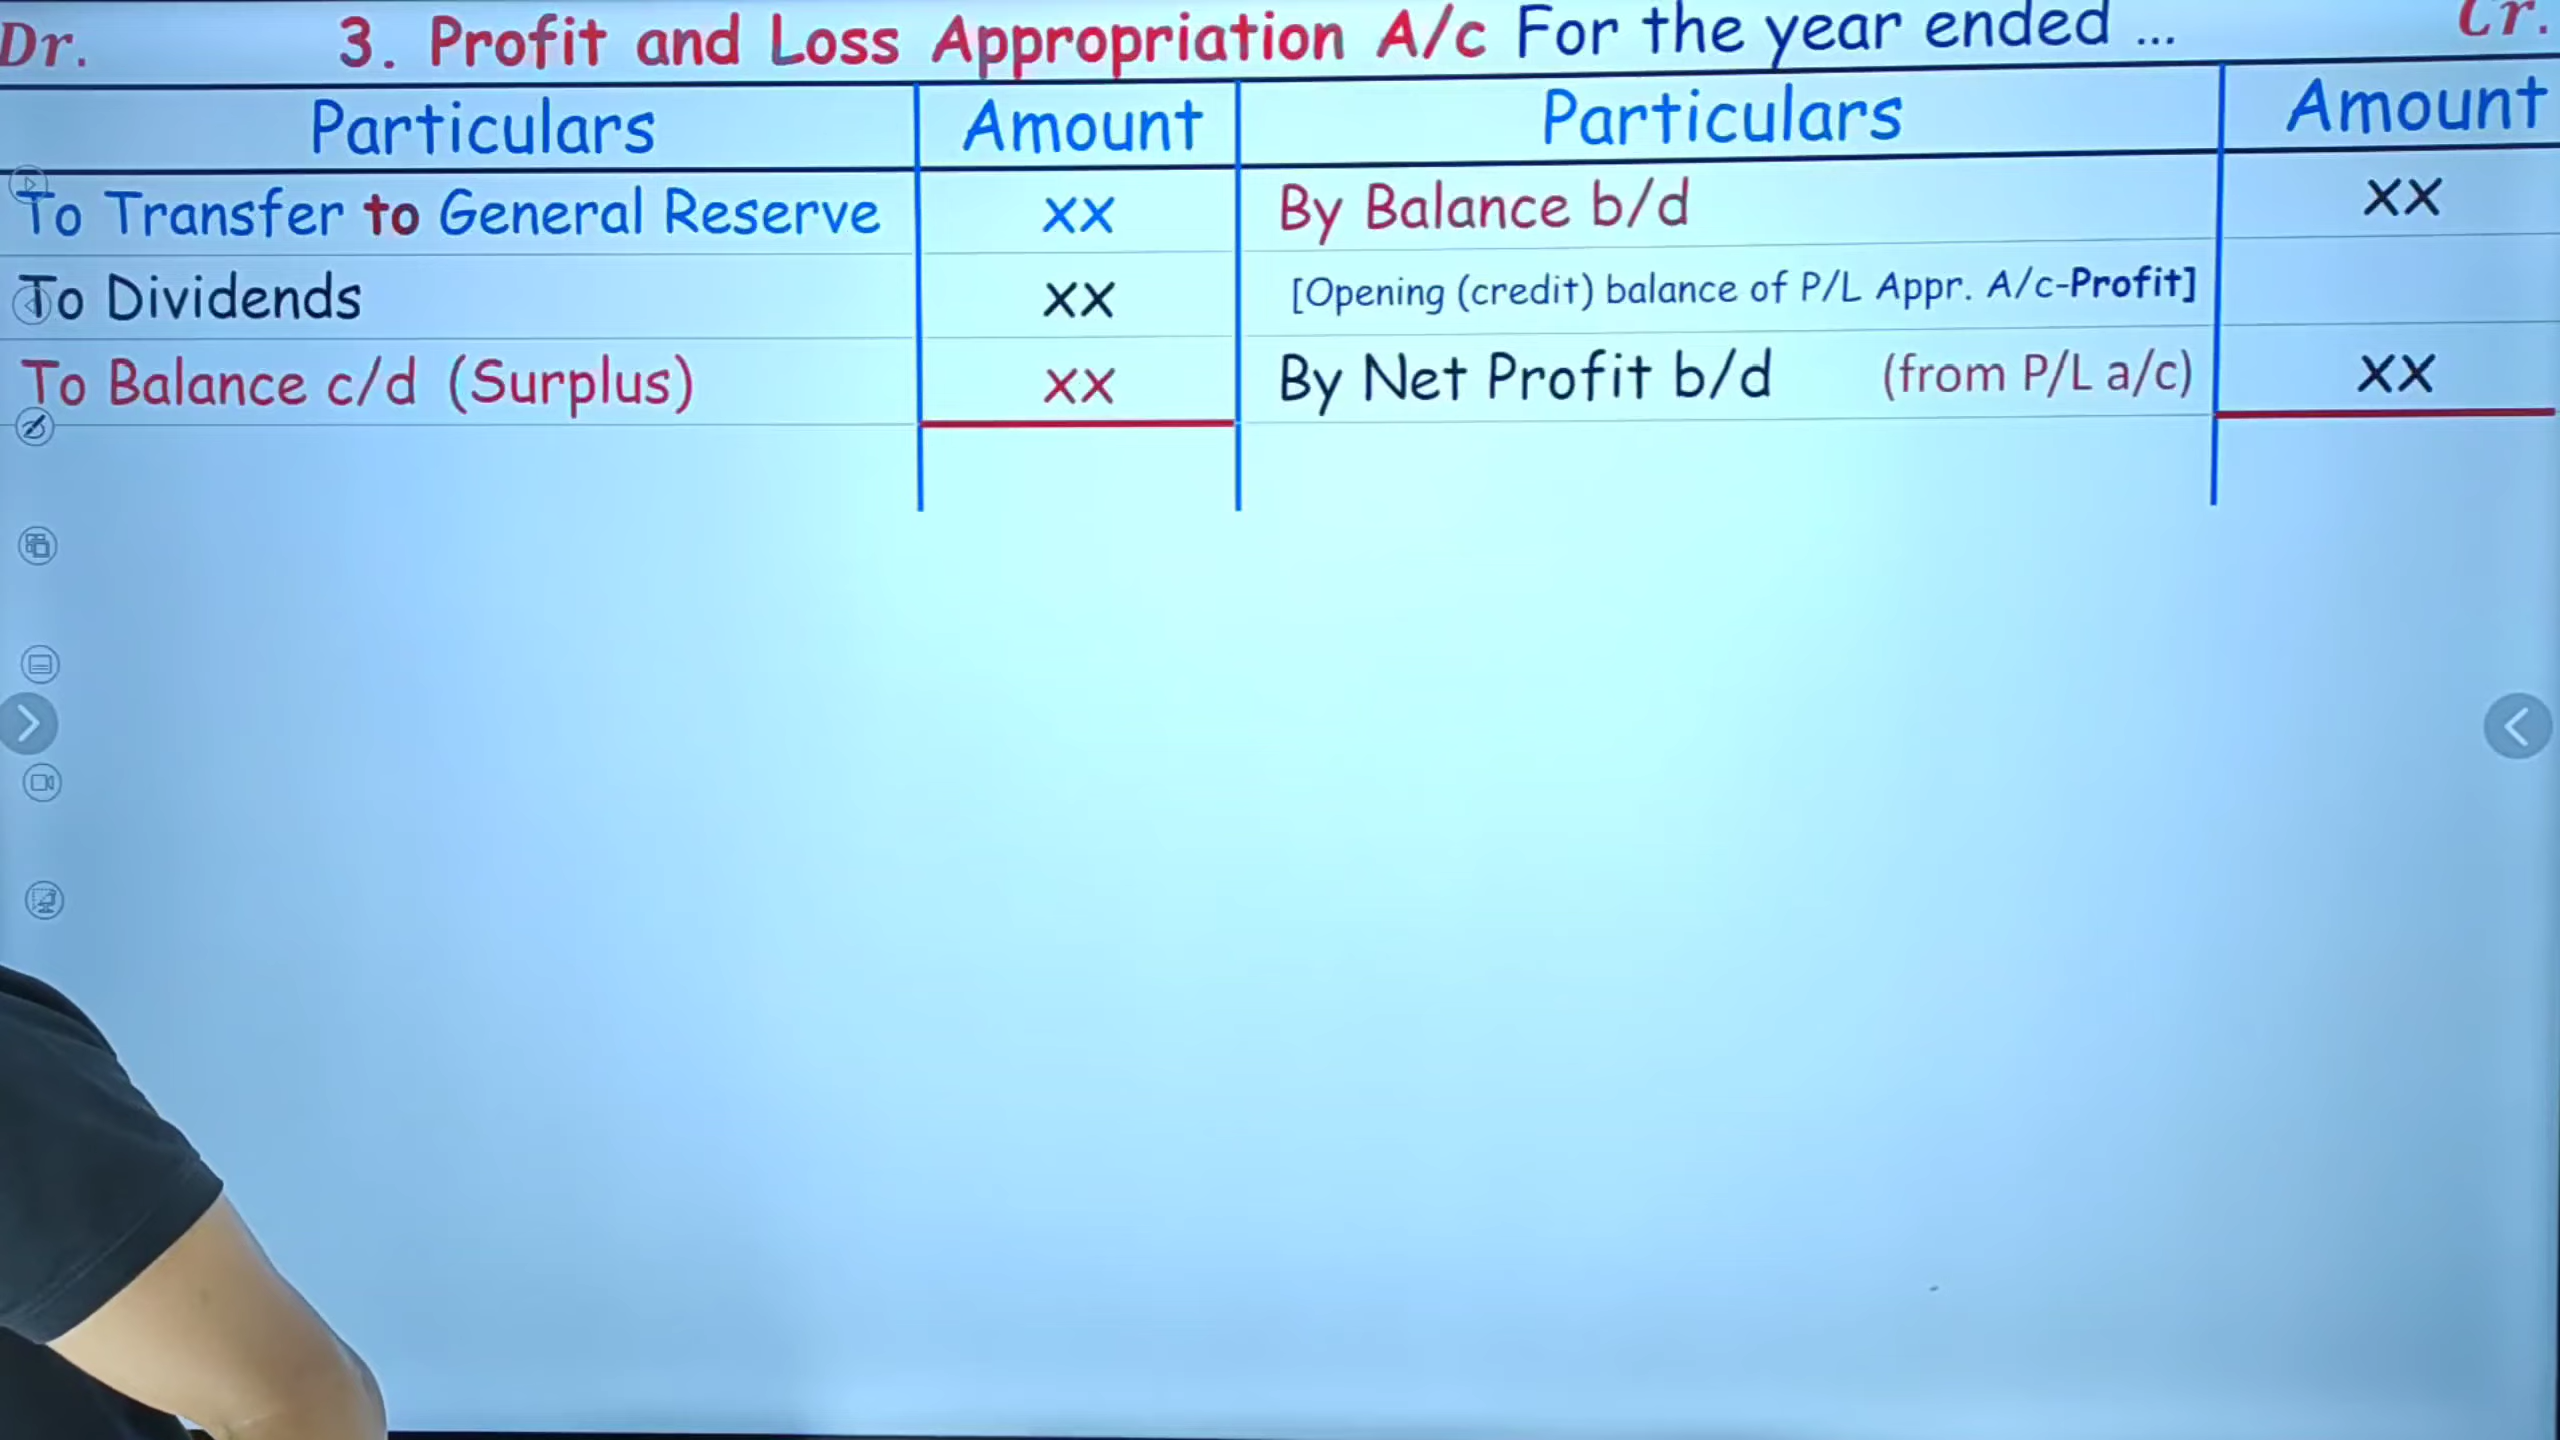 Dr. 3. Profit and Loss Appropriation A/c For the year ended ... Cr.
Particulars Amount Particulars Amount
To Transfer to General Reserve xx By Balance b/d xx
To Dividends xx [Opening (credit) balance of P/L Appr. A/c-Profit]
To Balance c/d (Surplus) xx By Net Profit b/d (from P/L a/c) xx